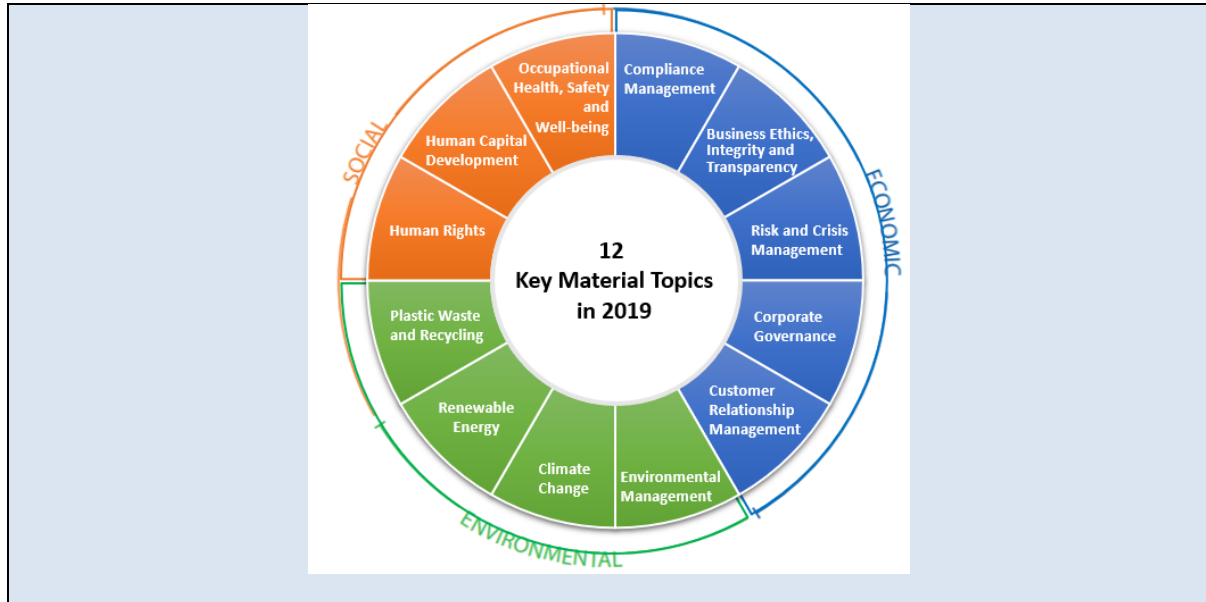 12
Key Material Topics
in 2019
Compliance
Management
Business Ethics,
Integrity and
Transparency
Risk and Crisis
Management
Corporate
Governance
Customer
Relationship
Management
Environmental
Management
Climate
Change
Renewable
Energy
Plastic Waste
and Recycling
Human Rights
Human Capital
Development
Occupational
Health, Safety
and
Well-being
ECONOMIC
ENVIRONMENTAL
SOCIAL